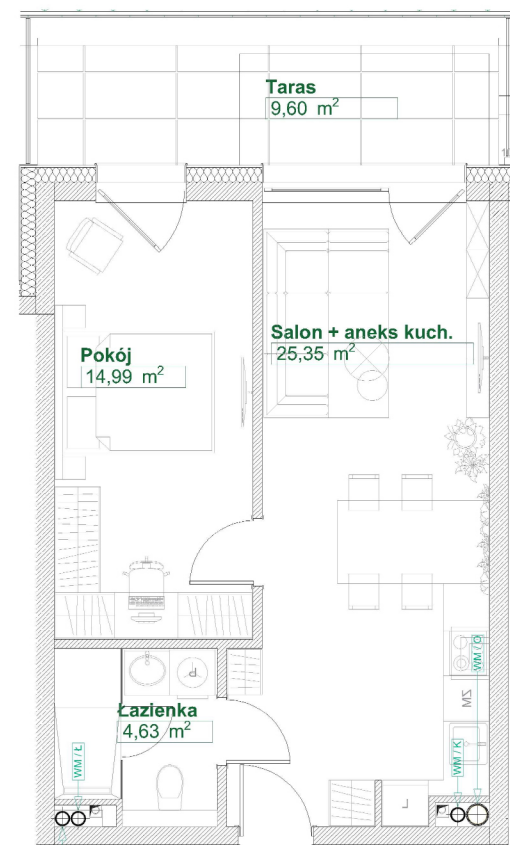 Taras
9,60 m²
Salon + aneks kuch.
25,35 m²
Pokój
14,99 m²
WM / O
ZM
Łazienka
4,63 m²
P
WM / Ł
WM / K
L